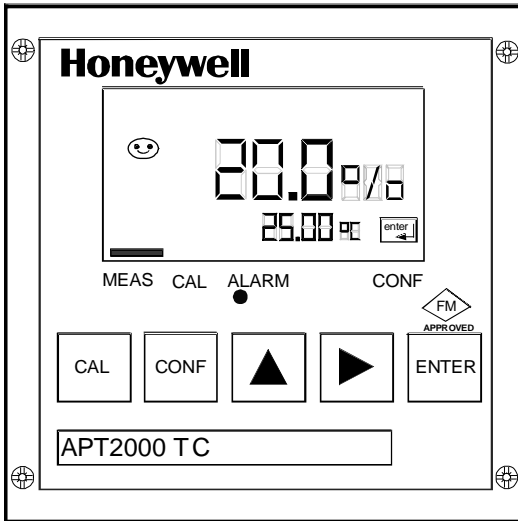 Honeywell
20.0%
25.00 °C
enter
MEAS CAL ALARM CONF
FM
APPROVED
CAL CONF ENTER
APT2000 TC